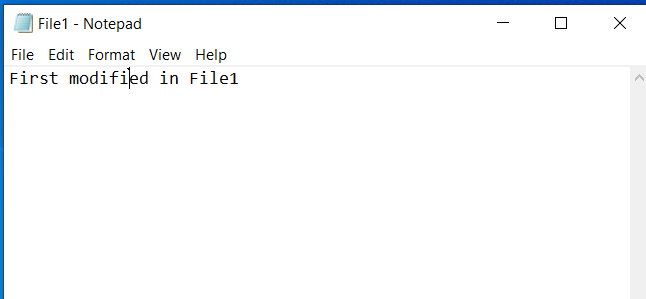 File1 - Notepad
File Edit Format View Help
First modified in File1